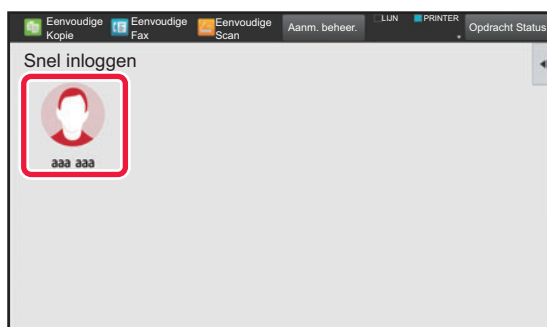 Eenvoudige Kopie
Eenvoudige Fax
Eenvoudige Scan
Aanm. beheer.
LIJN
PRINTER
Opdracht Status
Snel inloggen
aaa aaa